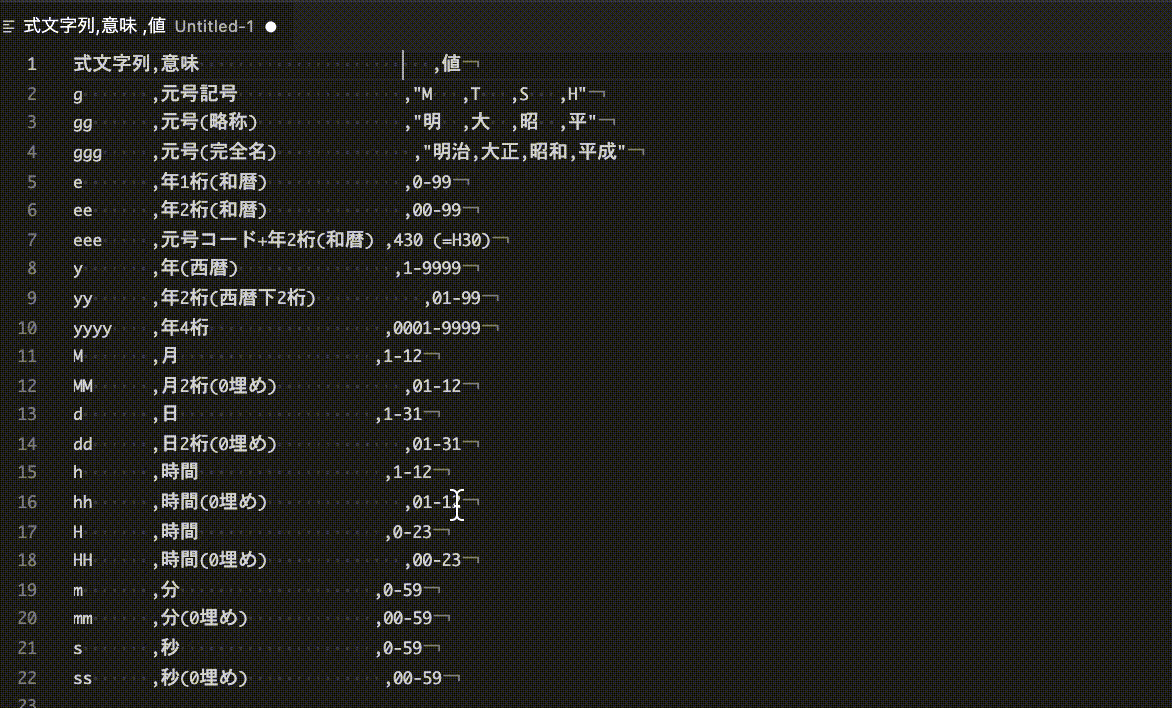 式文字列,意味 ,値 Untitled-1
1 式文字列,意味 ,値
2 g ,元号記号 ,"M ,T ,S ,H"
3 gg ,元号(略称) ,"明 ,大 ,昭 ,平"
4 ggg ,元号(完全名) ,"明治,大正,昭和,平成"
5 e ,年1桁(和暦) ,0-99
6 ee ,年2桁(和暦) ,00-99
7 eee ,元号コード+年2桁(和暦) ,430 (=H30)
8 y ,年(西暦) ,1-9999
9 yy ,年2桁(西暦下2桁) ,01-99
10 yyyy ,年4桁 ,0001-9999
11 M ,月 ,1-12
12 MM ,月2桁(0埋め) ,01-12
13 d ,日 ,1-31
14 dd ,日2桁(0埋め) ,01-31
15 h ,時間 ,1-12
16 hh ,時間(0埋め) ,01-12
17 H ,時間 ,0-23
18 HH ,時間(0埋め) ,00-23
19 m ,分 ,0-59
20 mm ,分(0埋め) ,00-59
21 s ,秒 ,0-59
22 ss ,秒(0埋め) ,00-59
23